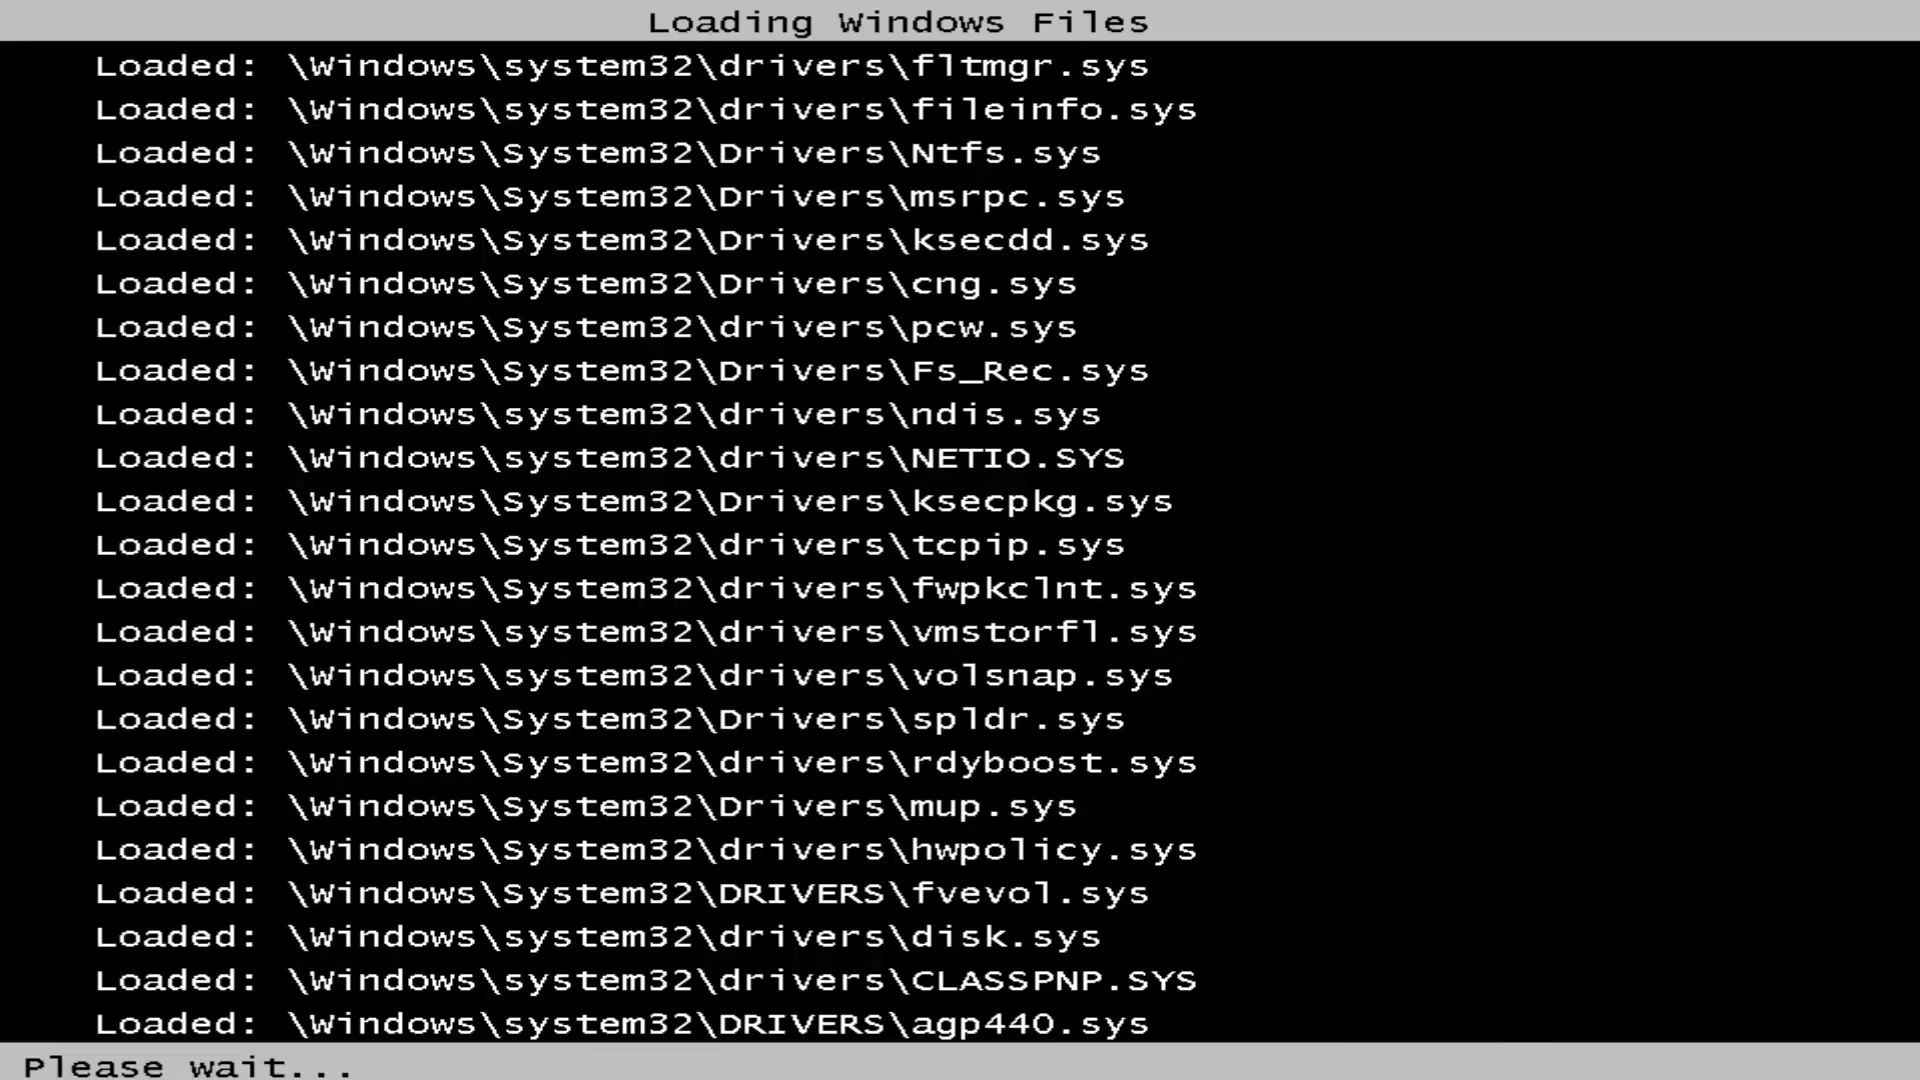 Loading Windows Files
Loaded: \Windows\system32\drivers\fltmgr.sys
Loaded: \Windows\system32\drivers\fileinfo.sys
Loaded: \Windows\System32\Drivers\Ntfs.sys
Loaded: \Windows\System32\Drivers\msrpc.sys
Loaded: \Windows\System32\Drivers\ksecdd.sys
Loaded: \Windows\System32\Drivers\cng.sys
Loaded: \Windows\System32\drivers\pcw.sys
Loaded: \Windows\System32\Drivers\Fs_Rec.sys
Loaded: \Windows\system32\drivers\ndis.sys
Loaded: \Windows\system32\drivers\NETIO.SYS
Loaded: \Windows\System32\Drivers\ksecpkg.sys
Loaded: \Windows\System32\drivers\tcpip.sys
Loaded: \Windows\System32\drivers\fwpkclnt.sys
Loaded: \Windows\system32\drivers\vmstorfl.sys
Loaded: \Windows\system32\drivers\volsnap.sys
Loaded: \Windows\System32\Drivers\spldr.sys
Loaded: \Windows\System32\drivers\rdyboost.sys
Loaded: \Windows\System32\Drivers\mup.sys
Loaded: \Windows\System32\drivers\hwpolicy.sys
Loaded: \Windows\System32\DRIVERS\fvevol.sys
Loaded: \Windows\system32\drivers\disk.sys
Loaded: \Windows\system32\drivers\CLASSPNP.SYS
Loaded: \Windows\system32\DRIVERS\agp440.sys
Please wait...